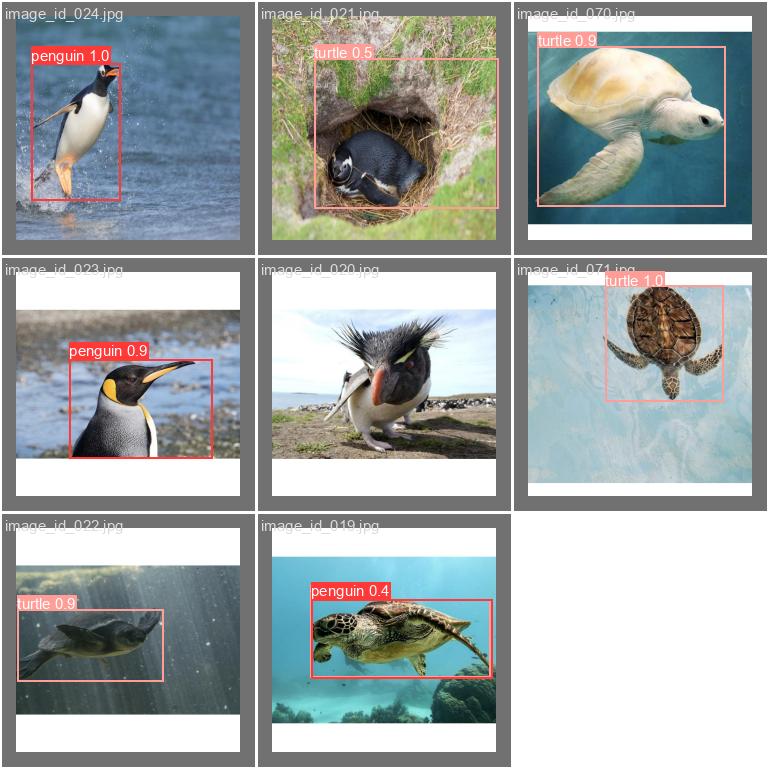 image_id_024.jpg
penguin 1.0
image_id_021.jpg
turtle 0.5
image_id_070.jpg
turtle 0.9
image_id_023.jpg
penguin 0.9
image_id_020.jpg
image_id_071.jpg
turtle 1.0
image_id_022.jpg
turtle 0.9
image_id_019.jpg
penguin 0.4